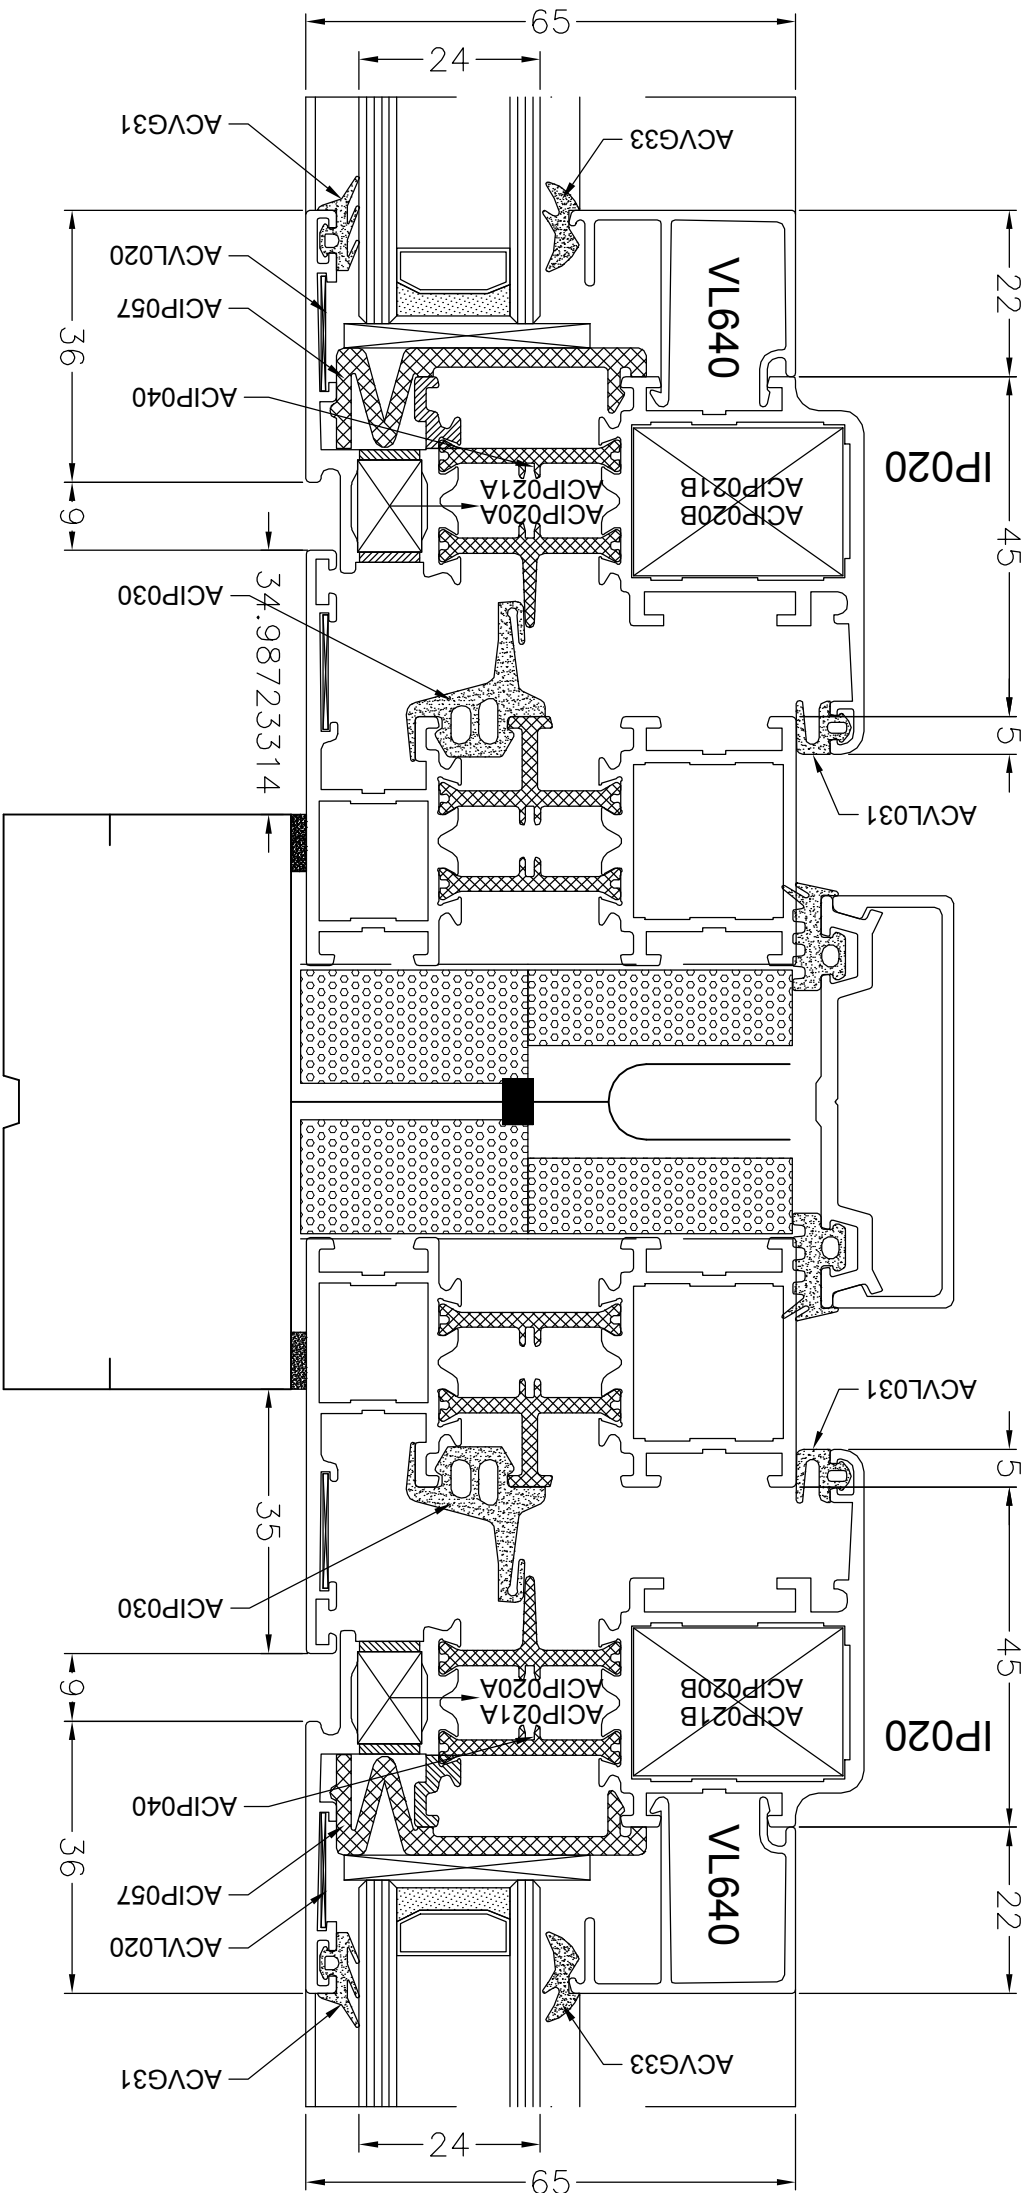 65
24
ACVG31
ACVG33
ACVL020
VL640
22
ACIP057
36
ACIP040
IP020
ACIP021A
ACIP020A
ACIP021B
ACIP020B
9
45
ACIP030
34.98723314
5
ACVL031
ACVL031
5
35
ACIP030
45
9
ACIP020A
ACIP021A
ACIP020B
ACIP021B
IP020
ACIP040
36
VL640
ACIP057
22
ACVL020
ACVG33
ACVG31
24
65